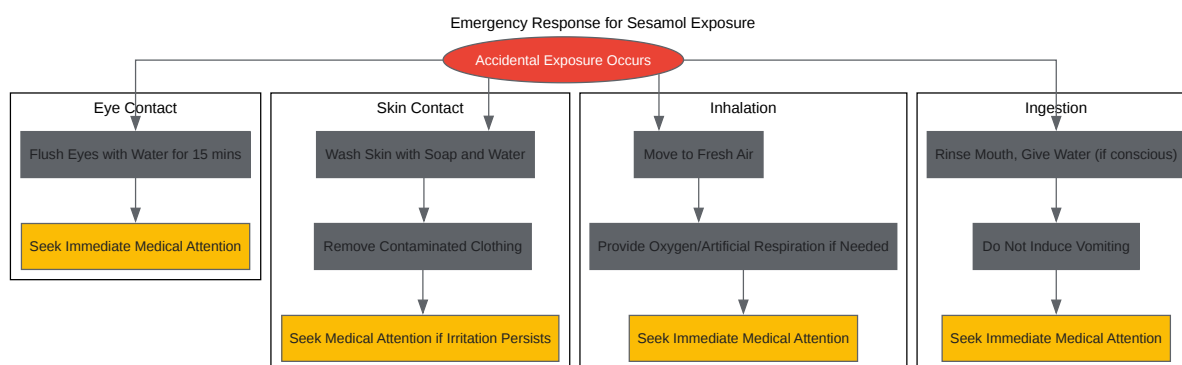 Emergency Response for Sesamol Exposure
Accidental Exposure Occurs
Eye Contact
Flush Eyes with Water for 15 mins
Seek Immediate Medical Attention
Skin Contact
Wash Skin with Soap and Water
Remove Contaminated Clothing
Seek Medical Attention if Irritation Persists
Inhalation
Move to Fresh Air
Provide Oxygen/Artificial Respiration if Needed
Seek Immediate Medical Attention
Ingestion
Rinse Mouth, Give Water (if conscious)
Do Not Induce Vomiting
Seek Immediate Medical Attention